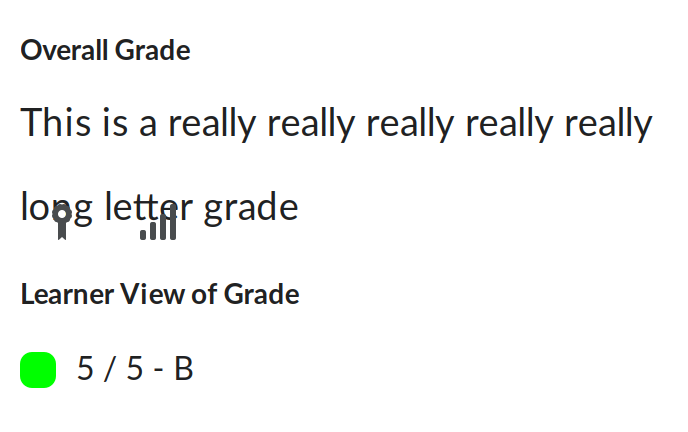 Overall Grade
This is a really really really really really
long letter grade
Learner View of Grade
5 / 5 - B